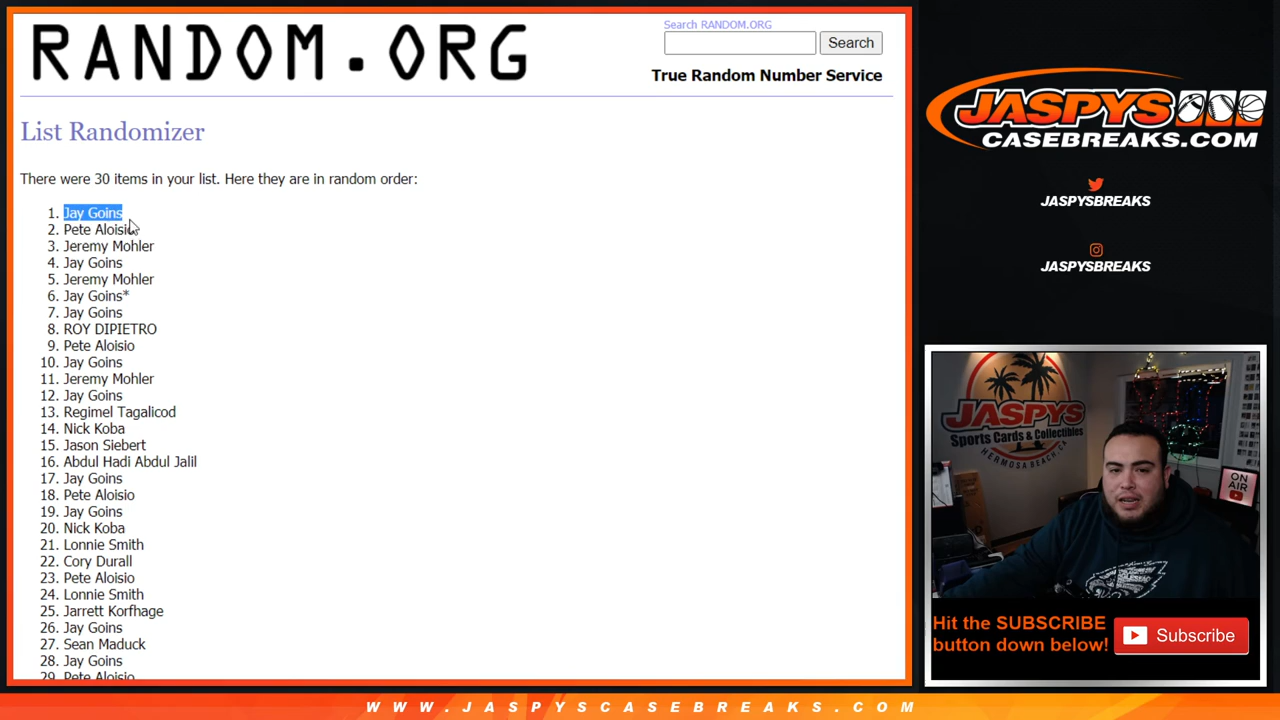 RANDOM.ORG
Search RANDOM.ORG
Search
True Random Number Service
List Randomizer
There were 30 items in your list. Here they are in random order:
1. Jay Goins
2. Pete Aloisio
3. Jeremy Mohler
4. Jay Goins
5. Jeremy Mohler
6. Jay Goins*
7. Jay Goins
8. ROY DIPIETRO
9. Pete Aloisio
10. Jay Goins
11. Jeremy Mohler
12. Jay Goins
13. Regimel Tagalicod
14. Nick Koba
15. Jason Siebert
16. Abdul Hadi Abdul Jalil
17. Jay Goins
18. Pete Aloisio
19. Jay Goins
20. Nick Koba
21. Lonnie Smith
22. Cory Durall
23. Pete Aloisio
24. Lonnie Smith
25. Jarrett Korfhage
26. Jay Goins
27. Sean Maduck
28. Jay Goins
29. Pete Aloisio
JASPYS
CASEBREAKS.COM
JASPYSBREAKS
JASPYSBREAKS
JASPYS
Sports Cards & Collectibles
HERMOSA BEACH, CA
ON
AIR
Hit the SUBSCRIBE
button down below!
Subscribe
WWW.JASPYSCASEBREAKS.COM